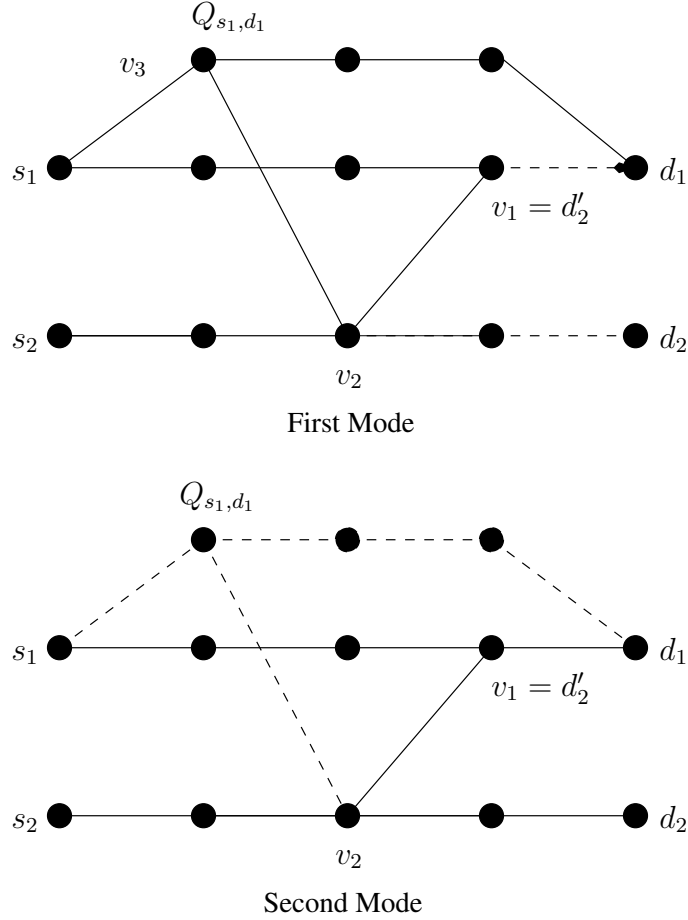 Q_{s_1,d_1}
v_3
s_1 d_1
v_1 = d'_2
s_2 d_2
v_2
First Mode
Q_{s_1,d_1}
s_1 d_1
v_1 = d'_2
s_2 d_2
v_2
Second Mode